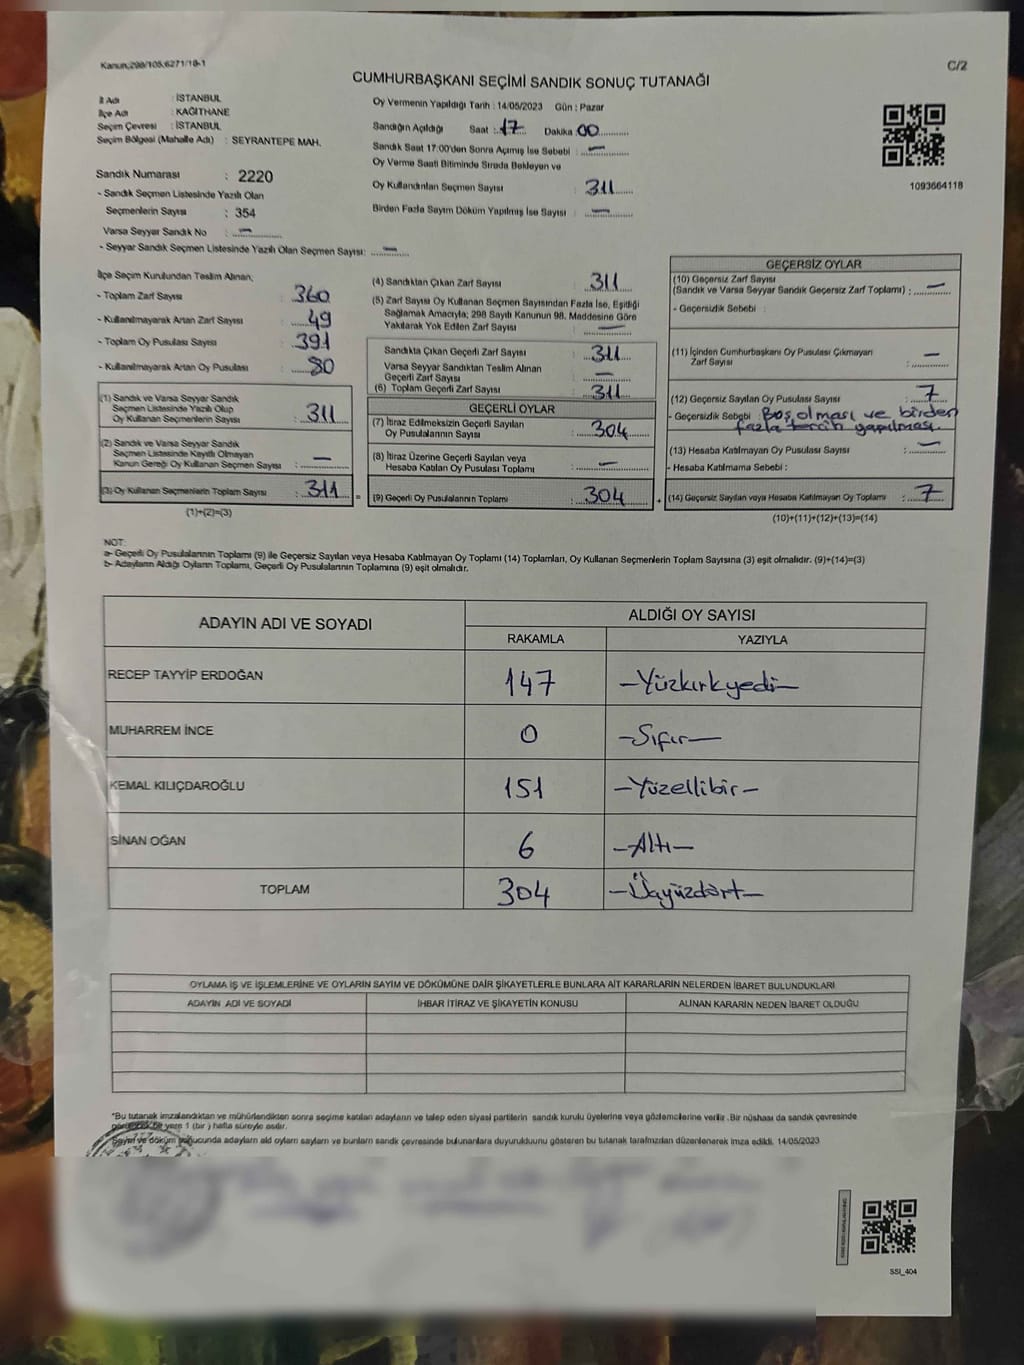 Kanun:298/105,6271/18-1
C/2
CUMHURBAŞKANI SEÇİMİ SANDIK SONUÇ TUTANAĞI
İl Adı : İSTANBUL
İlçe Adı : KAĞITHANE
Seçim Çevresi : İSTANBUL
Seçim Bölgesi (Mahalle Adı) : SEYRANTEPE MAH.
Sandık Numarası : 2220
- Sandık Seçmen Listesinde Yazılı Olan
Seçmenlerin Sayısı : 354
Varsa Seyyar Sandık No : —
- Seyyar Sandık Seçmen Listesinde Yazılı Olan Seçmen Sayısı: —
Oy Vermenin Yapıldığı Tarih : 14/05/2023 Gün : Pazar
Sandığın Açıldığı Saat : 17 Dakika : 00
Sandık Saat 17:00'den Sonra Açılmış İse Sebebi : —
Oy Verme Saati Bitiminde Sırada Bekleyen ve
Oy Kullandırılan Seçmen Sayısı : 311
Birden Fazla Sayım Döküm Yapılmış İse Sayısı : —
1093664118
İlçe Seçim Kurulundan Teslim Alınan;
- Toplam Zarf Sayısı : 360
- Kullanılmayarak Artan Zarf Sayısı : 49
- Toplam Oy Pusulası Sayısı : 391
- Kullanılmayarak Artan Oy Pusulası : 80
(1) Sandık ve Varsa Seyyar Sandık
Seçmen Listesinde Yazılı Olup
Oy Kullanan Seçmen Sayısı : 311
(2) Sandık ve Varsa Seyyar Sandık
Seçmen Listesinde Kayıtlı Olmayan
Kanun Gereği Oy Kullanan Seçmen Sayısı : —
(3) Oy Kullanan Seçmenlerin Toplam Sayısı : 311 =
(1)+(2)=(3)
(4) Sandıktan Çıkan Zarf Sayısı : 311
(5) Zarf Sayısı Oy Kullanan Seçmen Sayısından Fazla İse, Eşitliği
Sağlamak Amacıyla; 298 Sayılı Kanunun 98. Maddesine Göre
Yakılarak Yok Edilen Zarf Sayısı : —
Sandıkta Çıkan Geçerli Zarf Sayısı : 311
Varsa Seyyar Sandıktan Teslim Alınan
Geçerli Zarf Sayısı : —
(6) Toplam Geçerli Zarf Sayısı : 311
GEÇERLİ OYLAR
(7) İtiraz Edilmeksizin Geçerli Sayılan
Oy Pusulalarının Sayısı : 304
(8) İtiraz Üzerine Geçerli Sayılan veya
Hesaba Katılan Oy Pusulası Toplamı : —
(9) Geçerli Oy Pusulalarının Toplamı : 304 +
GEÇERSİZ OYLAR
(10) Geçersiz Zarf Sayısı
(Sandık ve Varsa Seyyar Sandık Geçersiz Zarf Toplamı) : —
- Geçersizlik Sebebi :
(11) İçinden Cumhurbaşkanı Oy Pusulası Çıkmayan
Zarf Sayısı : —
(12) Geçersiz Sayılan Oy Pusulası Sayısı : 7
- Geçersizlik Sebebi : Boş olması ve birden
fazla tercih yapılması.
(13) Hesaba Katılmayan Oy Pusulası Sayısı : —
- Hesaba Katılmama Sebebi :
(14) Geçersiz Sayılan veya Hesaba Katılmayan Oy Toplamı : 7
(10)+(11)+(12)+(13)=(14)
NOT:
a- Geçerli Oy Pusulalarının Toplamı (9) ile Geçersiz Sayılan veya Hesaba Katılmayan Oy Toplamı (14) Toplamları, Oy Kullanan Seçmenlerin Toplam Sayısına (3) eşit olmalıdır. (9)+(14)=(3)
b- Adayların Aldığı Oyların Toplamı, Geçerli Oy Pusulalarının Toplamına (9) eşit olmalıdır.
ADAYIN ADI VE SOYADI
ALDIĞI OY SAYISI
RAKAMLA YAZIYLA
RECEP TAYYİP ERDOĞAN 147 —Yüzkırkyedi—
MUHARREM İNCE 0 —Sıfır—
KEMAL KILIÇDAROĞLU 151 —Yüzellibir—
SİNAN OĞAN 6 —Altı—
TOPLAM 304 —Üçyüzdört—
OYLAMA İŞ VE İŞLEMLERİNE VE OYLARIN SAYIM VE DÖKÜMÜNE DAİR ŞİKAYETLERLE BUNLARA AİT KARARLARIN NELERDEN İBARET BULUNDUKLARI
ADAYIN ADI VE SOYADI İHBAR İTİRAZ VE ŞİKAYETİN KONUSU ALINAN KARARIN NEDEN İBARET OLDUĞU
*Bu tutanak imzalandıktan ve mühürlendikten sonra seçime katılan adayların ve talep eden siyasi partilerin sandık kurulu üyelerine veya gözlemcilerine verilir .Bir nüshası da sandık çevresinde
bir yere 1 (bir ) hafta süreyle asılır.
Sayım ve döküm sonucunda adayların ald oyların sayların ve bunların sandık çevresinde bulunanlara duyurulduunu gösteren bu tutanak tarafımızdan düzenlenerek imza edildi. 14/05/2023
SSI_404